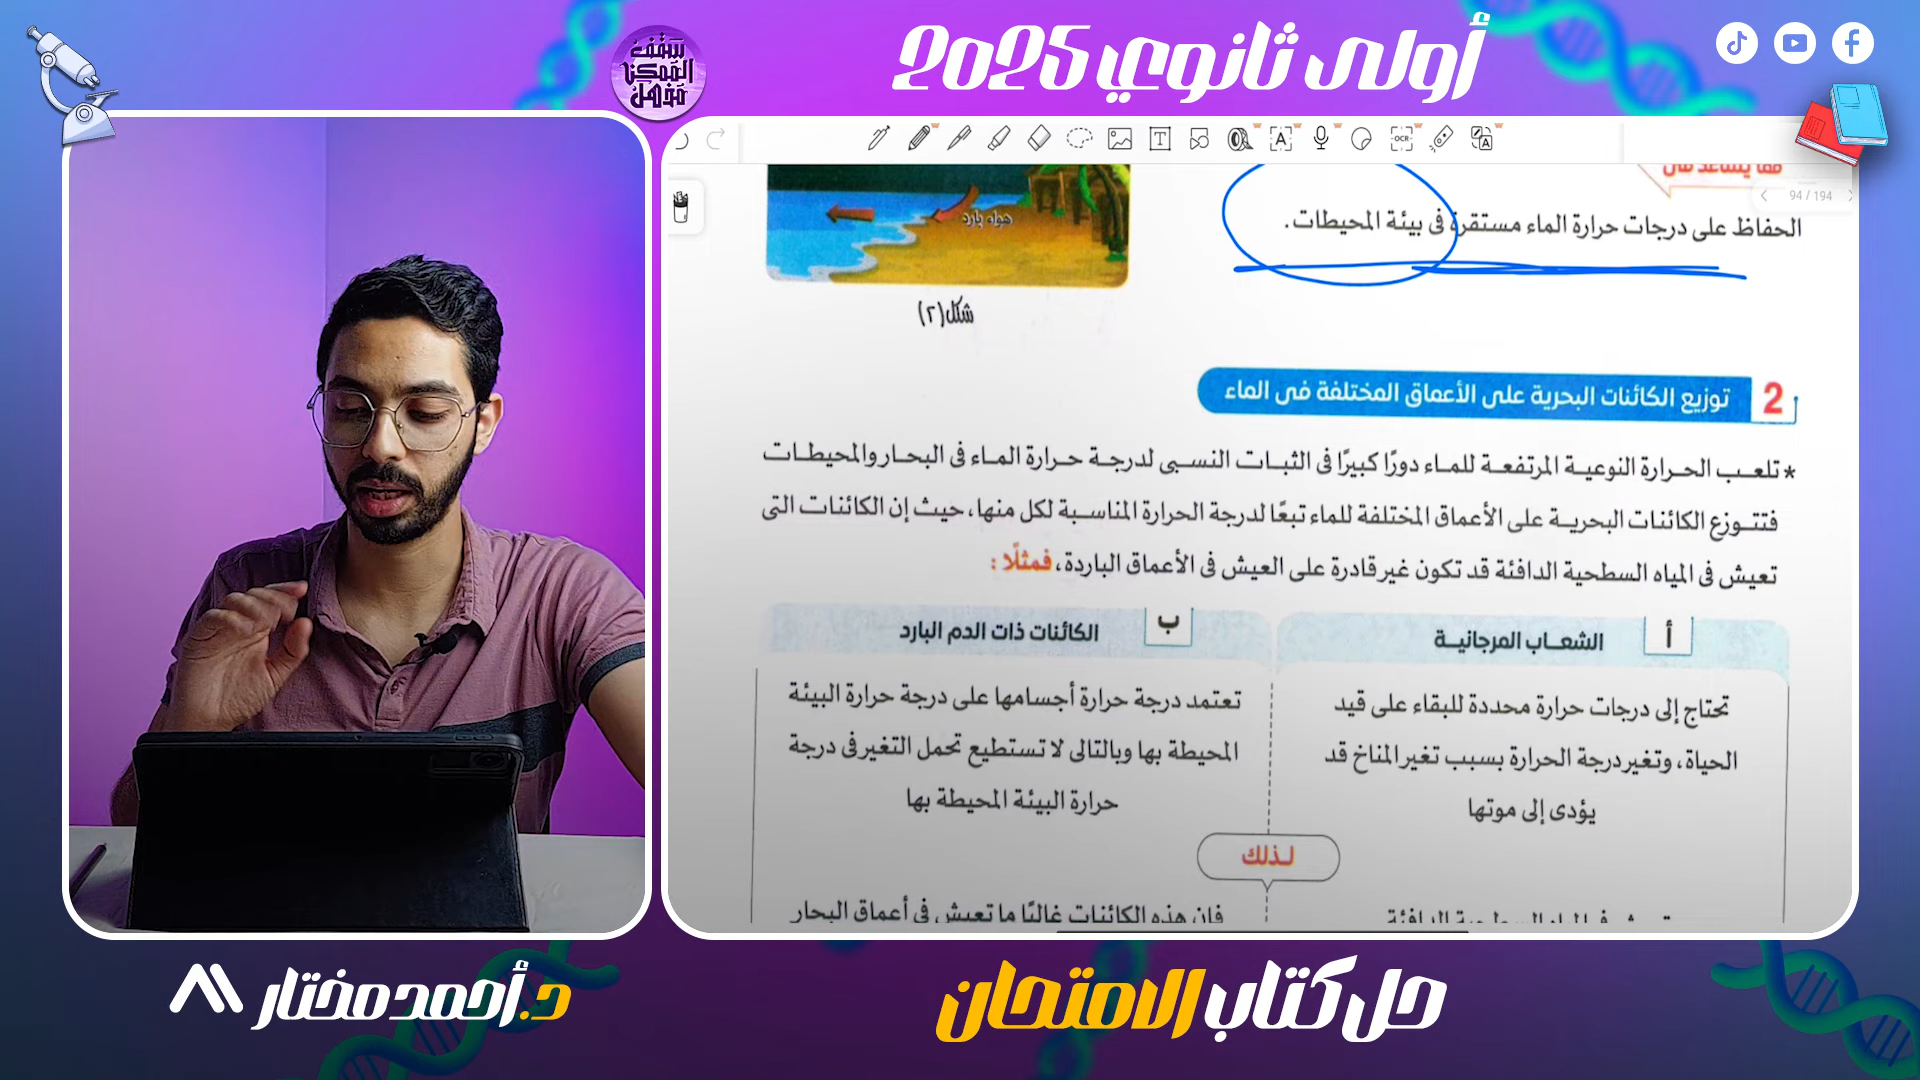 أولى ثانوي 2025
سقف
الممكن
مذهل
94 / 194
الحفاظ على درجات حرارة الماء مستقرة فى بيئة المحيطات.
هواء بارد
شكل (٢)
2 توزيع الكائنات البحرية على الأعماق المختلفة فى الماء
* تلعب الحرارة النوعية المرتفعة للماء دورًا كبيرًا فى الثبات النسبى لدرجة حرارة الماء فى البحار والمحيطات
فتتوزع الكائنات البحرية على الأعماق المختلفة للماء تبعًا لدرجة الحرارة المناسبة لكل منها، حيث إن الكائنات التى
تعيش فى المياه السطحية الدافئة قد تكون غير قادرة على العيش فى الأعماق الباردة، فمثلًا :
أ الشعاب المرجانية
تحتاج إلى درجات حرارة محددة للبقاء على قيد
الحياة، وتغير درجة الحرارة بسبب تغير المناخ قد
يؤدى إلى موتها
ب الكائنات ذات الدم البارد
تعتمد درجة حرارة أجسامها على درجة حرارة البيئة
المحيطة بها وبالتالى لا تستطيع تحمل التغير فى درجة
حرارة البيئة المحيطة بها
لذلك
فإن هذه الكائنات غالبًا ما تعيش فى أعماق البحار
د.أحمد مختار
حل كتاب الامتحان